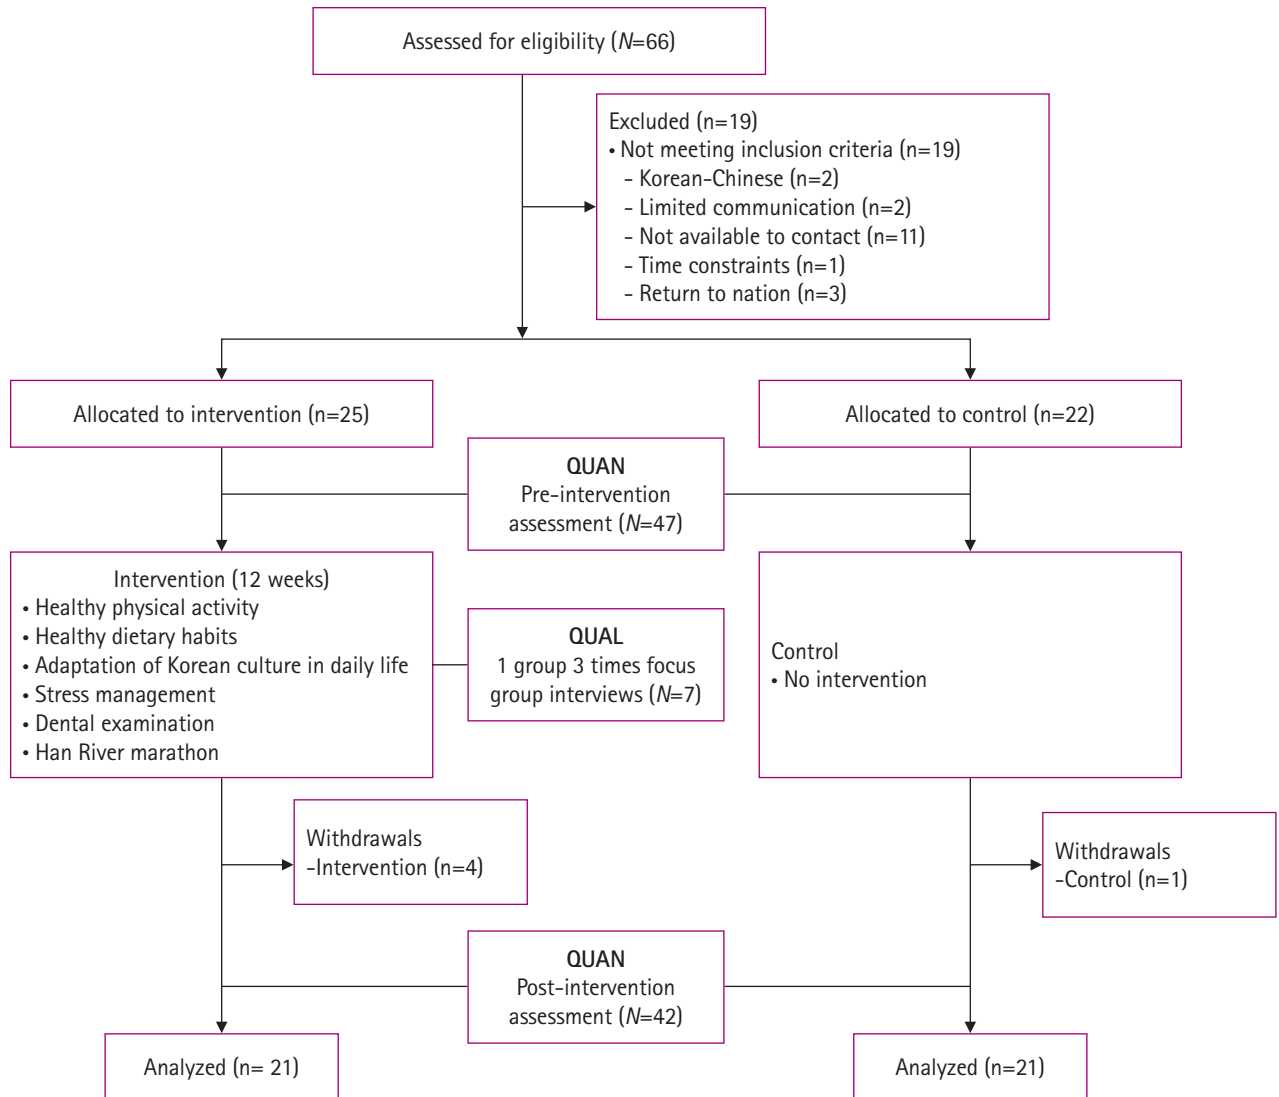 Assessed for eligibility (N=66)
Excluded (n=19)
• Not meeting inclusion criteria (n=19)
- Korean-Chinese (n=2)
- Limited communication (n=2)
- Not available to contact (n=11)
- Time constraints (n=1)
- Return to nation (n=3)
Allocated to intervention (n=25)
Allocated to control (n=22)
QUAN
Pre-intervention
assessment (N=47)
Intervention (12 weeks)
• Healthy physical activity
• Healthy dietary habits
• Adaptation of Korean culture in daily life
• Stress management
• Dental examination
• Han River marathon
QUAL
1 group 3 times focus
group interviews (N=7)
Control
• No intervention
Withdrawals
-Intervention (n=4)
Withdrawals
-Control (n=1)
QUAN
Post-intervention
assessment (N=42)
Analyzed (n= 21)
Analyzed (n=21)